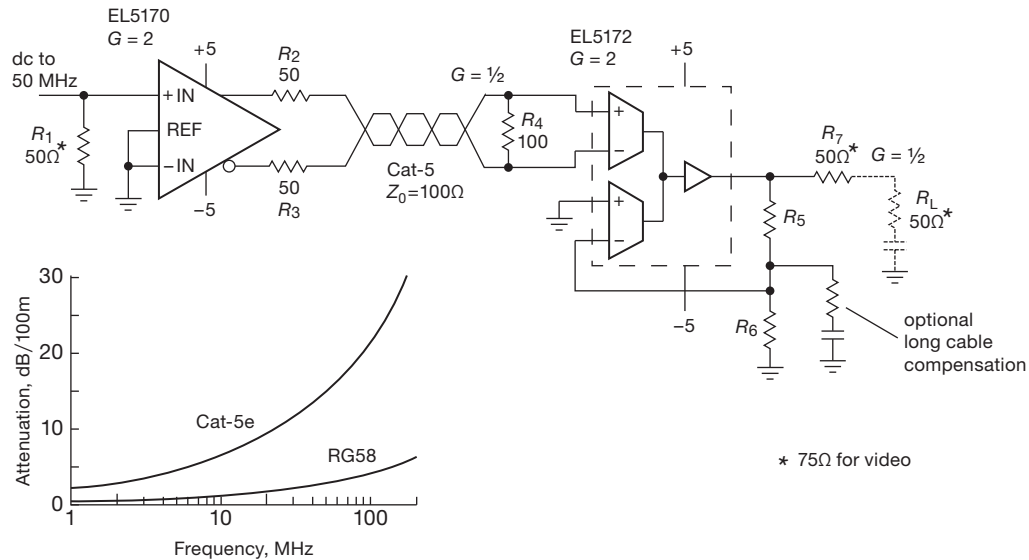 EL5170
G = 2
dc to
50 MHz
+5
R2
50
+IN
REF
−IN
R1
50Ω*
−5
50
R3
G = ½
R4
100
Cat-5
Z0=100Ω
EL5172
G = 2
+5
+
−
+
−
R7
50Ω*
G = ½
RL
50Ω*
R5
R6
−5
optional
long cable
compensation
* 75Ω for video
Attenuation, dB/100m
30
20
10
0
Cat-5e
RG58
1
10
100
Frequency, MHz